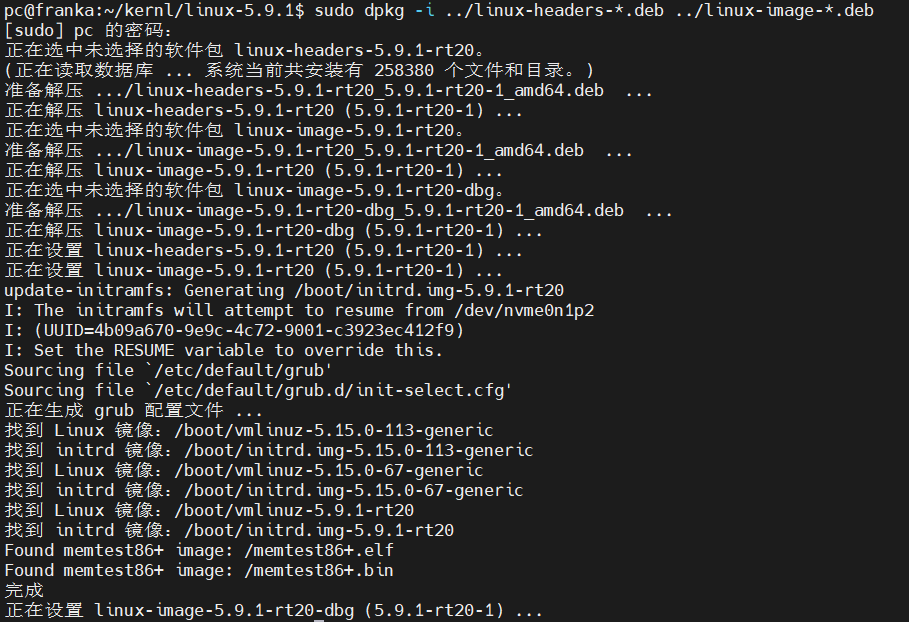 pc@franka:~/kernl/linux-5.9.1$ sudo dpkg -i ../linux-headers-*.deb ../linux-image-*.deb
[sudo] pc 的密码：
正在选中未选择的软件包 linux-headers-5.9.1-rt20。
(正在读取数据库 ... 系统当前共安装有 258380 个文件和目录。)
准备解压 .../linux-headers-5.9.1-rt20_5.9.1-rt20-1_amd64.deb  ...
正在解压 linux-headers-5.9.1-rt20 (5.9.1-rt20-1) ...
正在选中未选择的软件包 linux-image-5.9.1-rt20。
准备解压 .../linux-image-5.9.1-rt20_5.9.1-rt20-1_amd64.deb  ...
正在解压 linux-image-5.9.1-rt20 (5.9.1-rt20-1) ...
正在选中未选择的软件包 linux-image-5.9.1-rt20-dbg。
准备解压 .../linux-image-5.9.1-rt20-dbg_5.9.1-rt20-1_amd64.deb  ...
正在解压 linux-image-5.9.1-rt20-dbg (5.9.1-rt20-1) ...
正在设置 linux-headers-5.9.1-rt20 (5.9.1-rt20-1) ...
正在设置 linux-image-5.9.1-rt20 (5.9.1-rt20-1) ...
update-initramfs: Generating /boot/initrd.img-5.9.1-rt20
I: The initramfs will attempt to resume from /dev/nvme0n1p2
I: (UUID=4b09a670-9e9c-4c72-9001-c3923ec412f9)
I: Set the RESUME variable to override this.
Sourcing file `/etc/default/grub'
Sourcing file `/etc/default/grub.d/init-select.cfg'
正在生成 grub 配置文件 ...
找到 Linux 镜像：/boot/vmlinuz-5.15.0-113-generic
找到 initrd 镜像：/boot/initrd.img-5.15.0-113-generic
找到 Linux 镜像：/boot/vmlinuz-5.15.0-67-generic
找到 initrd 镜像：/boot/initrd.img-5.15.0-67-generic
找到 Linux 镜像：/boot/vmlinuz-5.9.1-rt20
找到 initrd 镜像：/boot/initrd.img-5.9.1-rt20
Found memtest86+ image: /memtest86+.elf
Found memtest86+ image: /memtest86+.bin
完成
正在设置 linux-image-5.9.1-rt20-dbg (5.9.1-rt20-1) ...